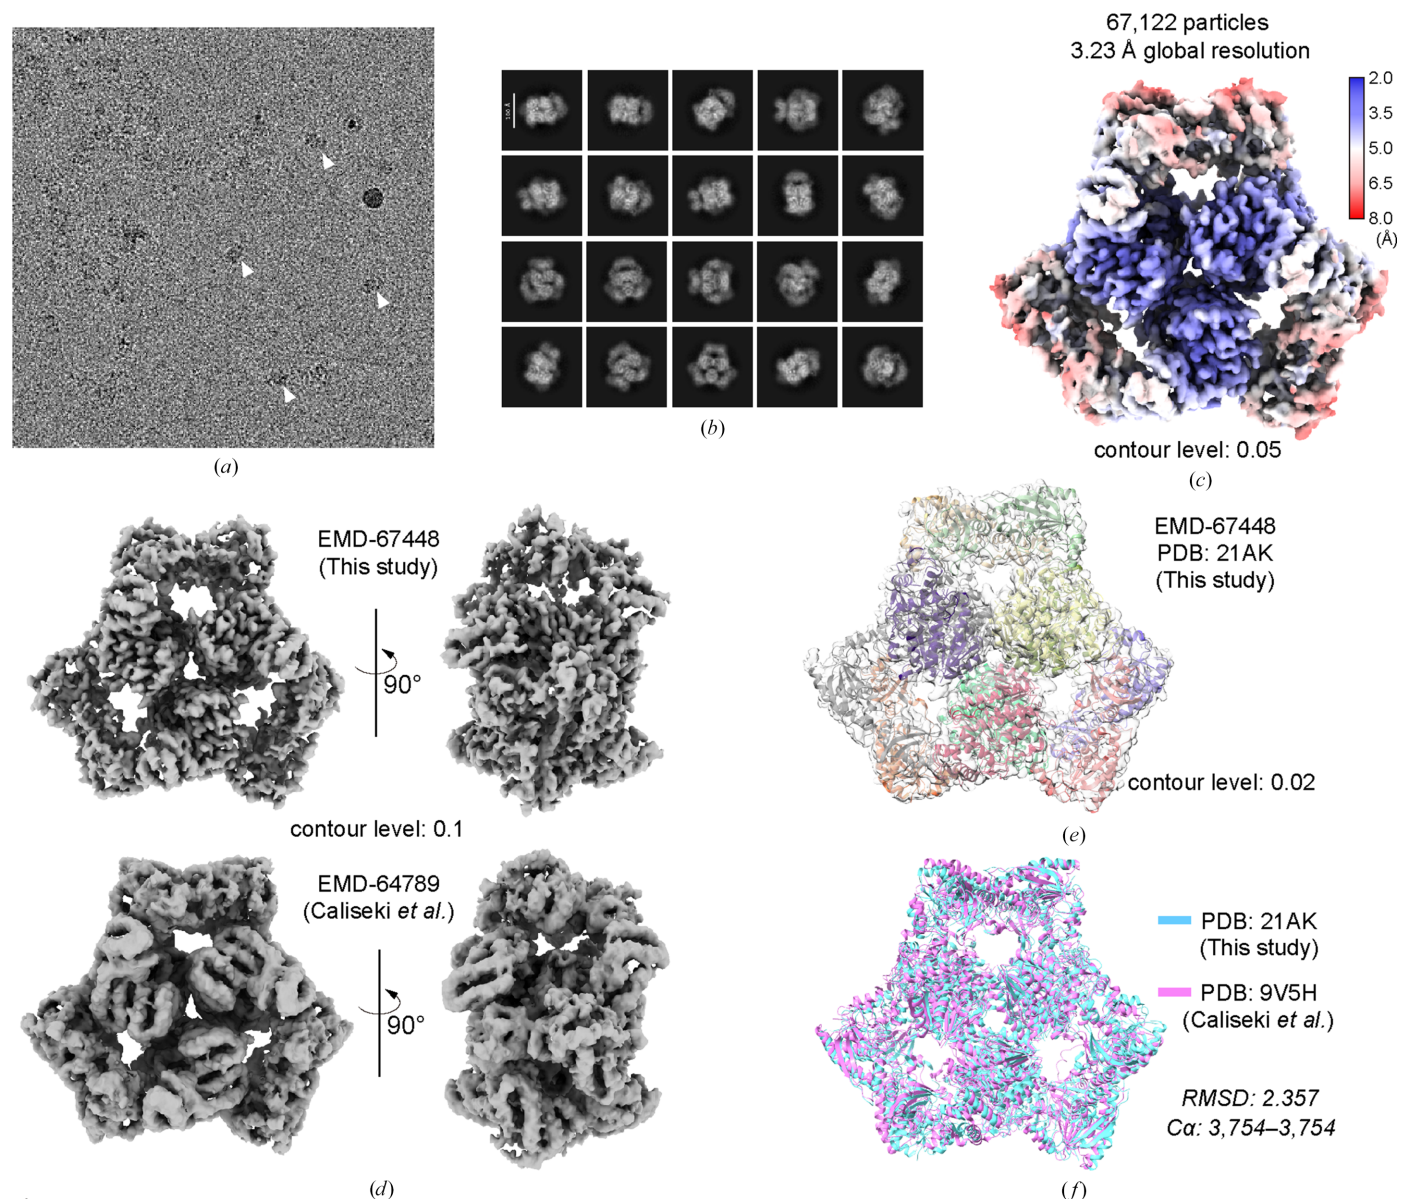 67,122 particles
3.23 Å global resolution
2.0
3.5
5.0
6.5
8.0
(Å)
100 Å
contour level: 0.05
(a)
(b)
(c)
EMD-67448
(This study)
90°
contour level: 0.1
EMD-64789
(Caliseki et al.)
90°
(d)
EMD-67448
PDB: 21AK
(This study)
contour level: 0.02
(e)
PDB: 21AK
(This study)
PDB: 9V5H
(Caliseki et al.)
RMSD: 2.357
Cα: 3,754–3,754
(f)